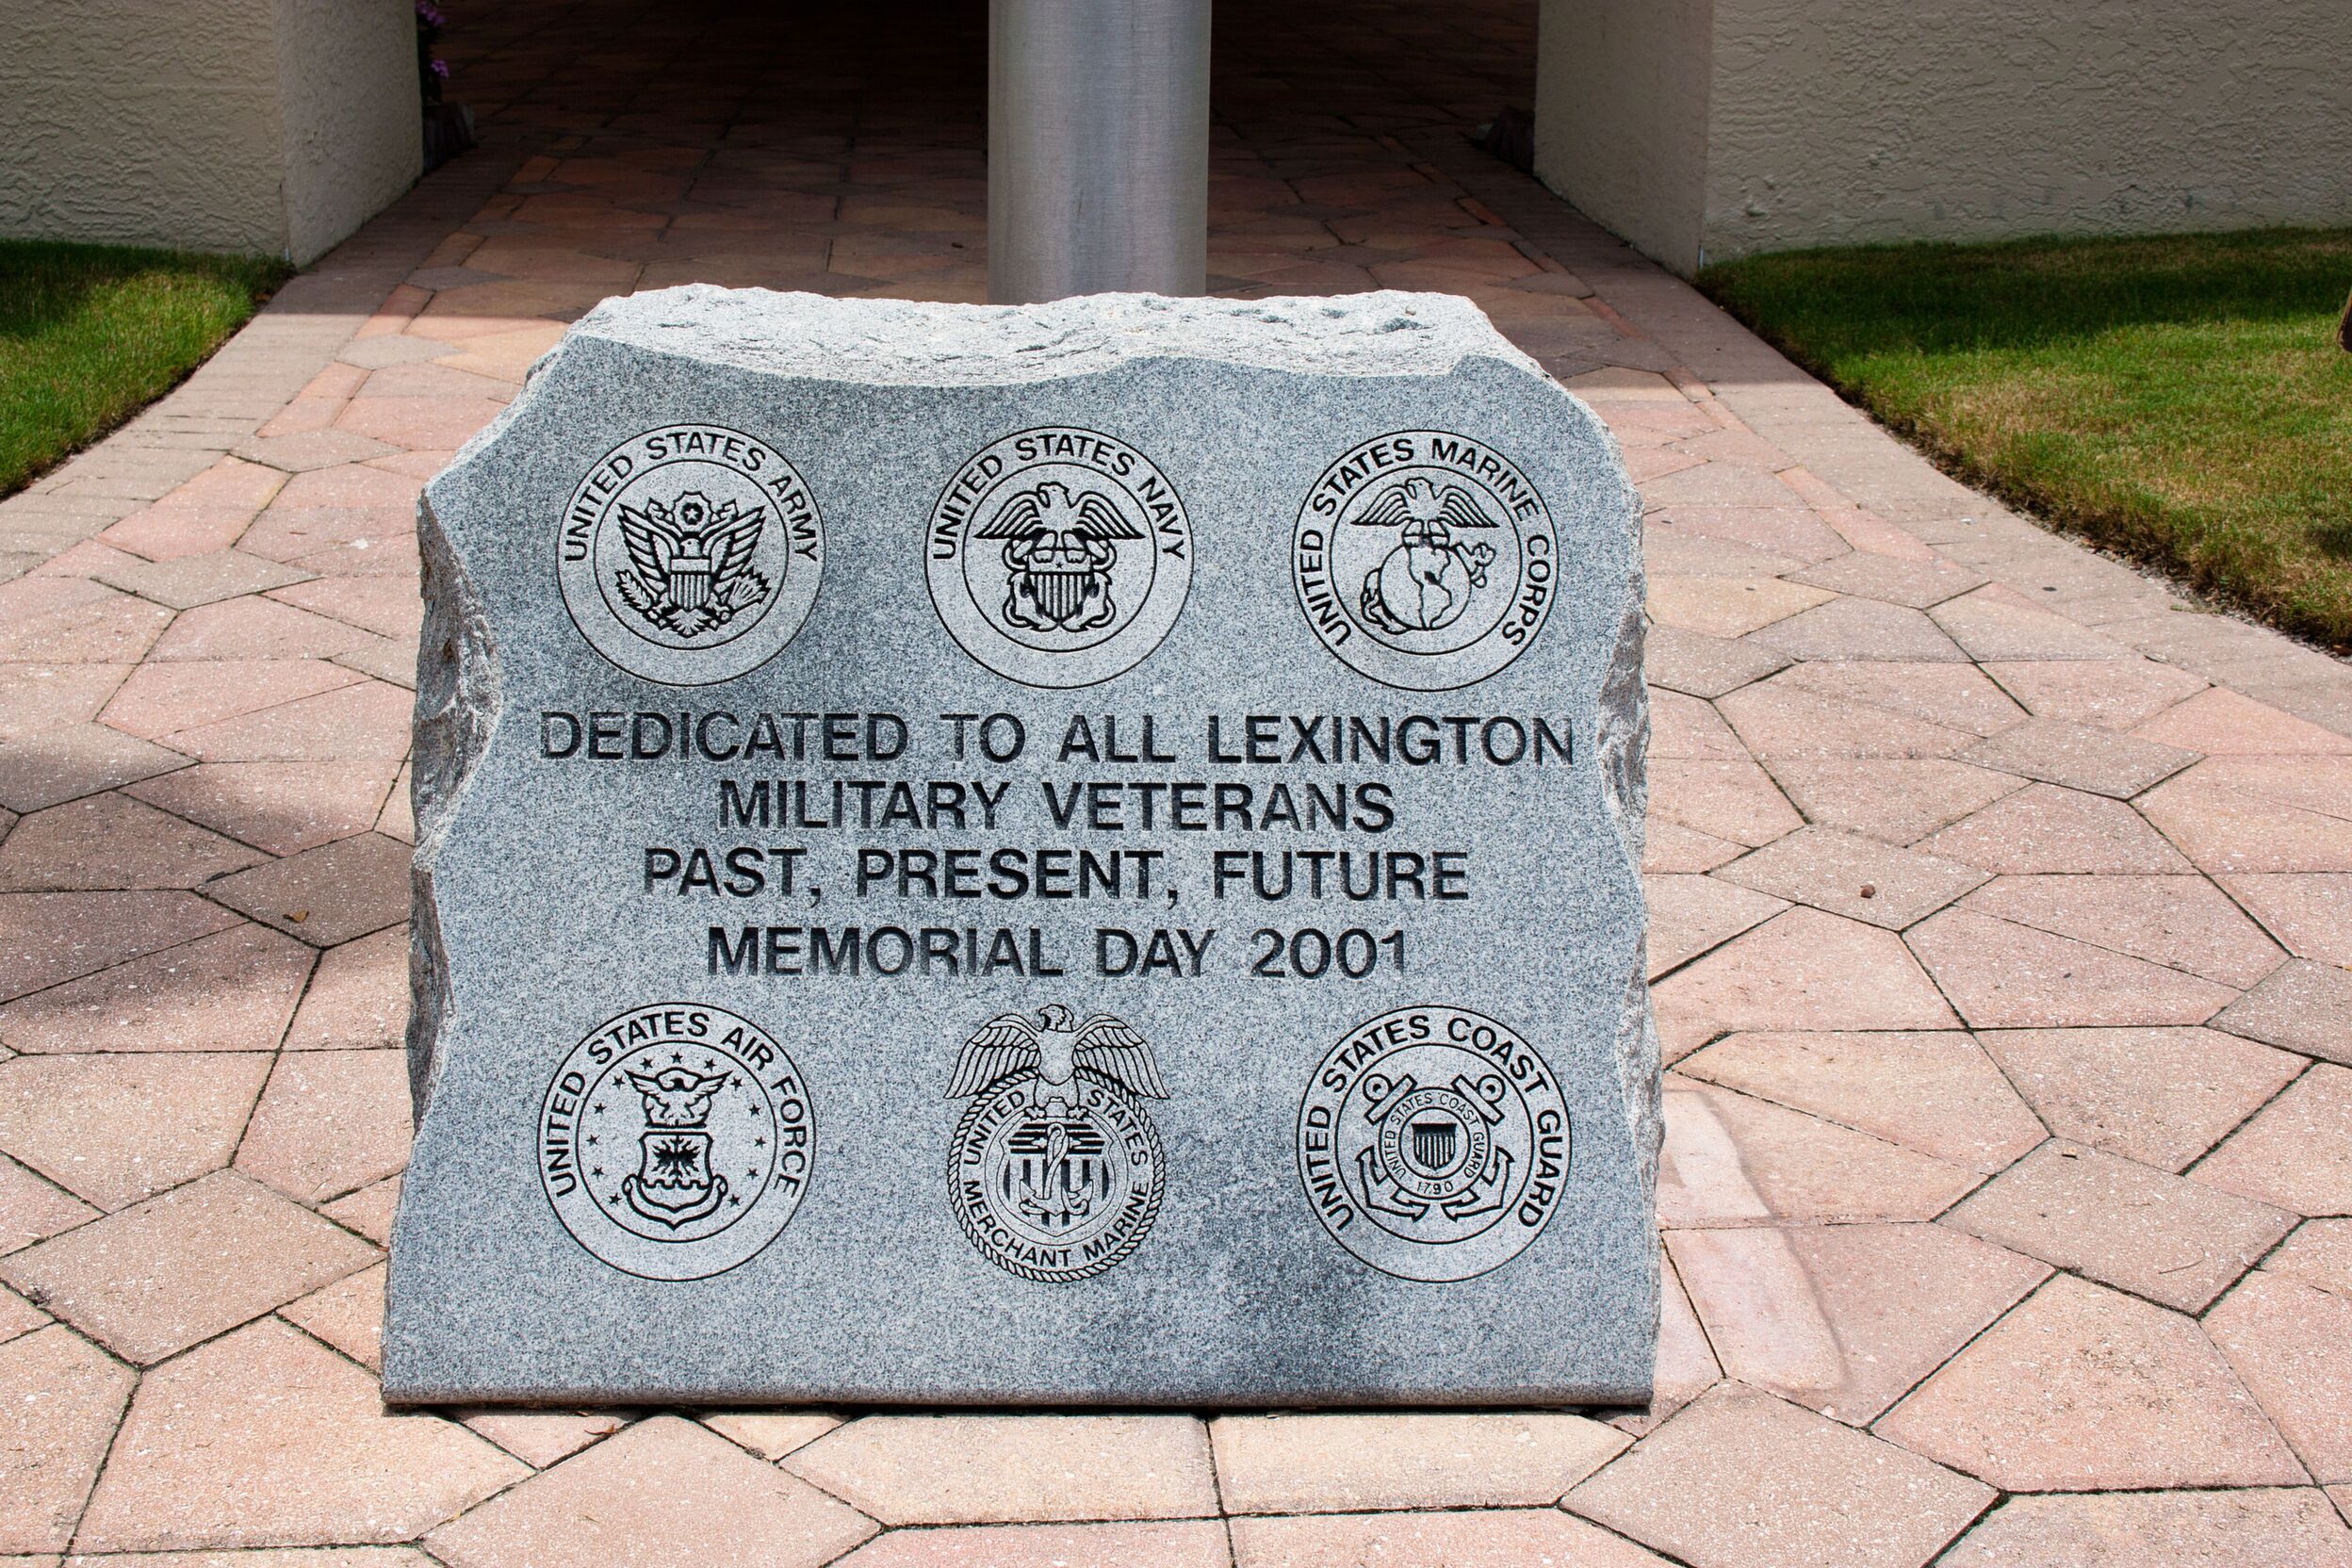 UNITED STATES ARMY
UNITED STATES NAVY
UNITED STATES MARINE CORPS
DEDICATED TO ALL LEXINGTON
MILITARY VETERANS
PAST, PRESENT, FUTURE
MEMORIAL DAY 2001
UNITED STATES AIR FORCE
UNITED STATES
MERCHANT MARINE
UNITED STATES COAST GUARD
UNITED STATES COAST GUARD
1790